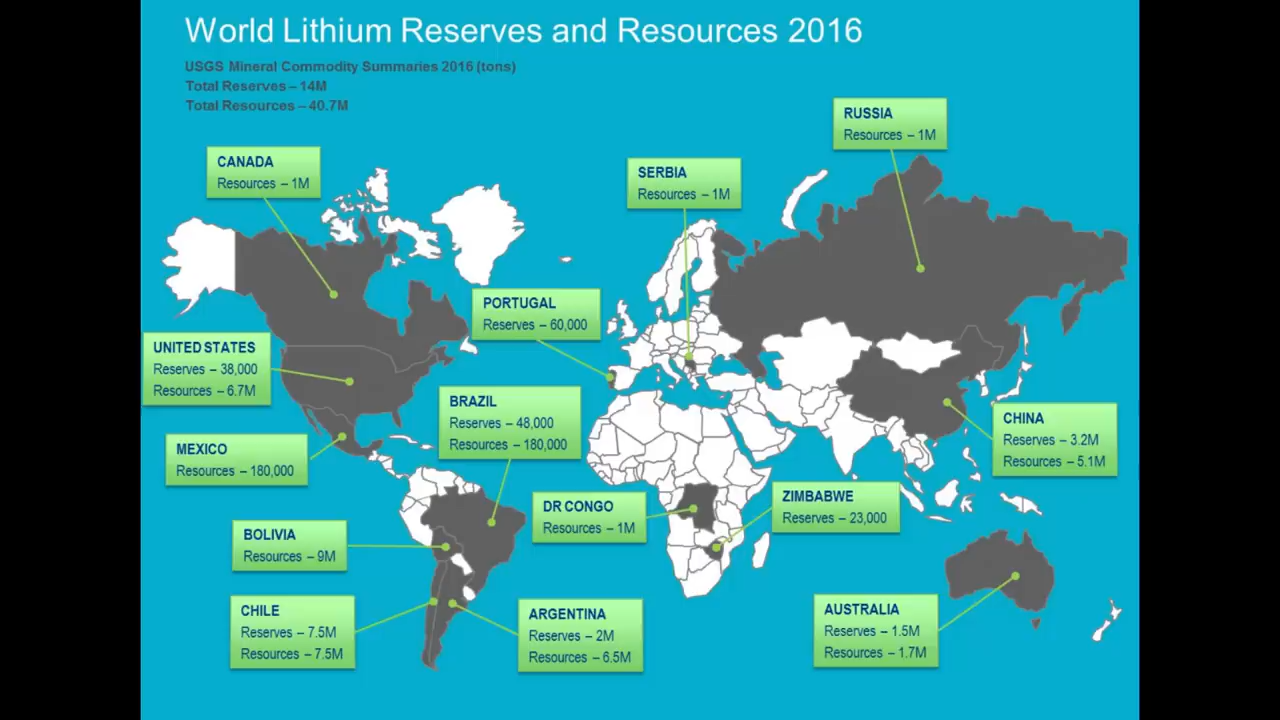 World Lithium Reserves and Resources 2016
USGS Mineral Commodity Summaries 2016 (tons)
Total Reserves – 14M
Total Resources – 40.7M
RUSSIA
Resources – 1M
CANADA
Resources – 1M
SERBIA
Resources – 1M
PORTUGAL
Reserves – 60,000
UNITED STATES
Reserves – 38,000
Resources – 6.7M
BRAZIL
Reserves – 48,000
Resources – 180,000
CHINA
Reserves – 3.2M
Resources – 5.1M
MEXICO
Resources – 180,000
DR CONGO
Resources – 1M
ZIMBABWE
Reserves – 23,000
BOLIVIA
Resources – 9M
CHILE
Reserves – 7.5M
Resources – 7.5M
ARGENTINA
Reserves – 2M
Resources – 6.5M
AUSTRALIA
Reserves – 1.5M
Resources – 1.7M